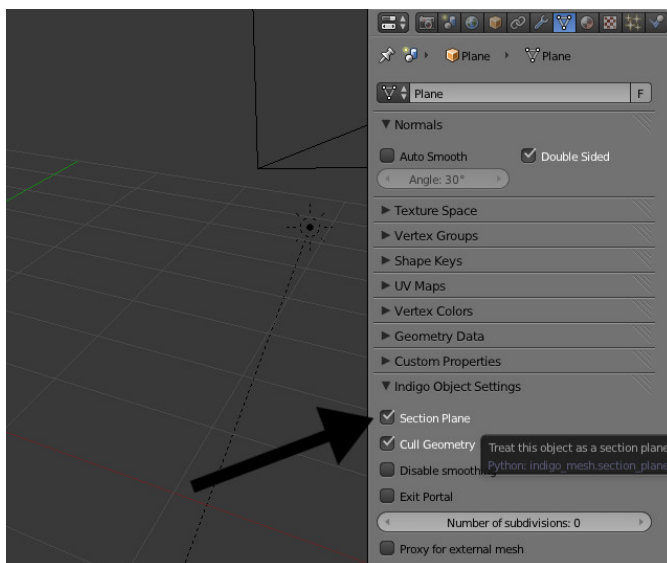 Plane Plane
Plane F
Normals
Auto Smooth Double Sided
Angle: 30°
Texture Space
Vertex Groups
Shape Keys
UV Maps
Vertex Colors
Geometry Data
Custom Properties
Indigo Object Settings
Section Plane
Cull Geometry
Treat this object as a section plane
Disable smoothing
Python: indigo_mesh.section_plane
Exit Portal
Number of subdivisions: 0
Proxy for external mesh